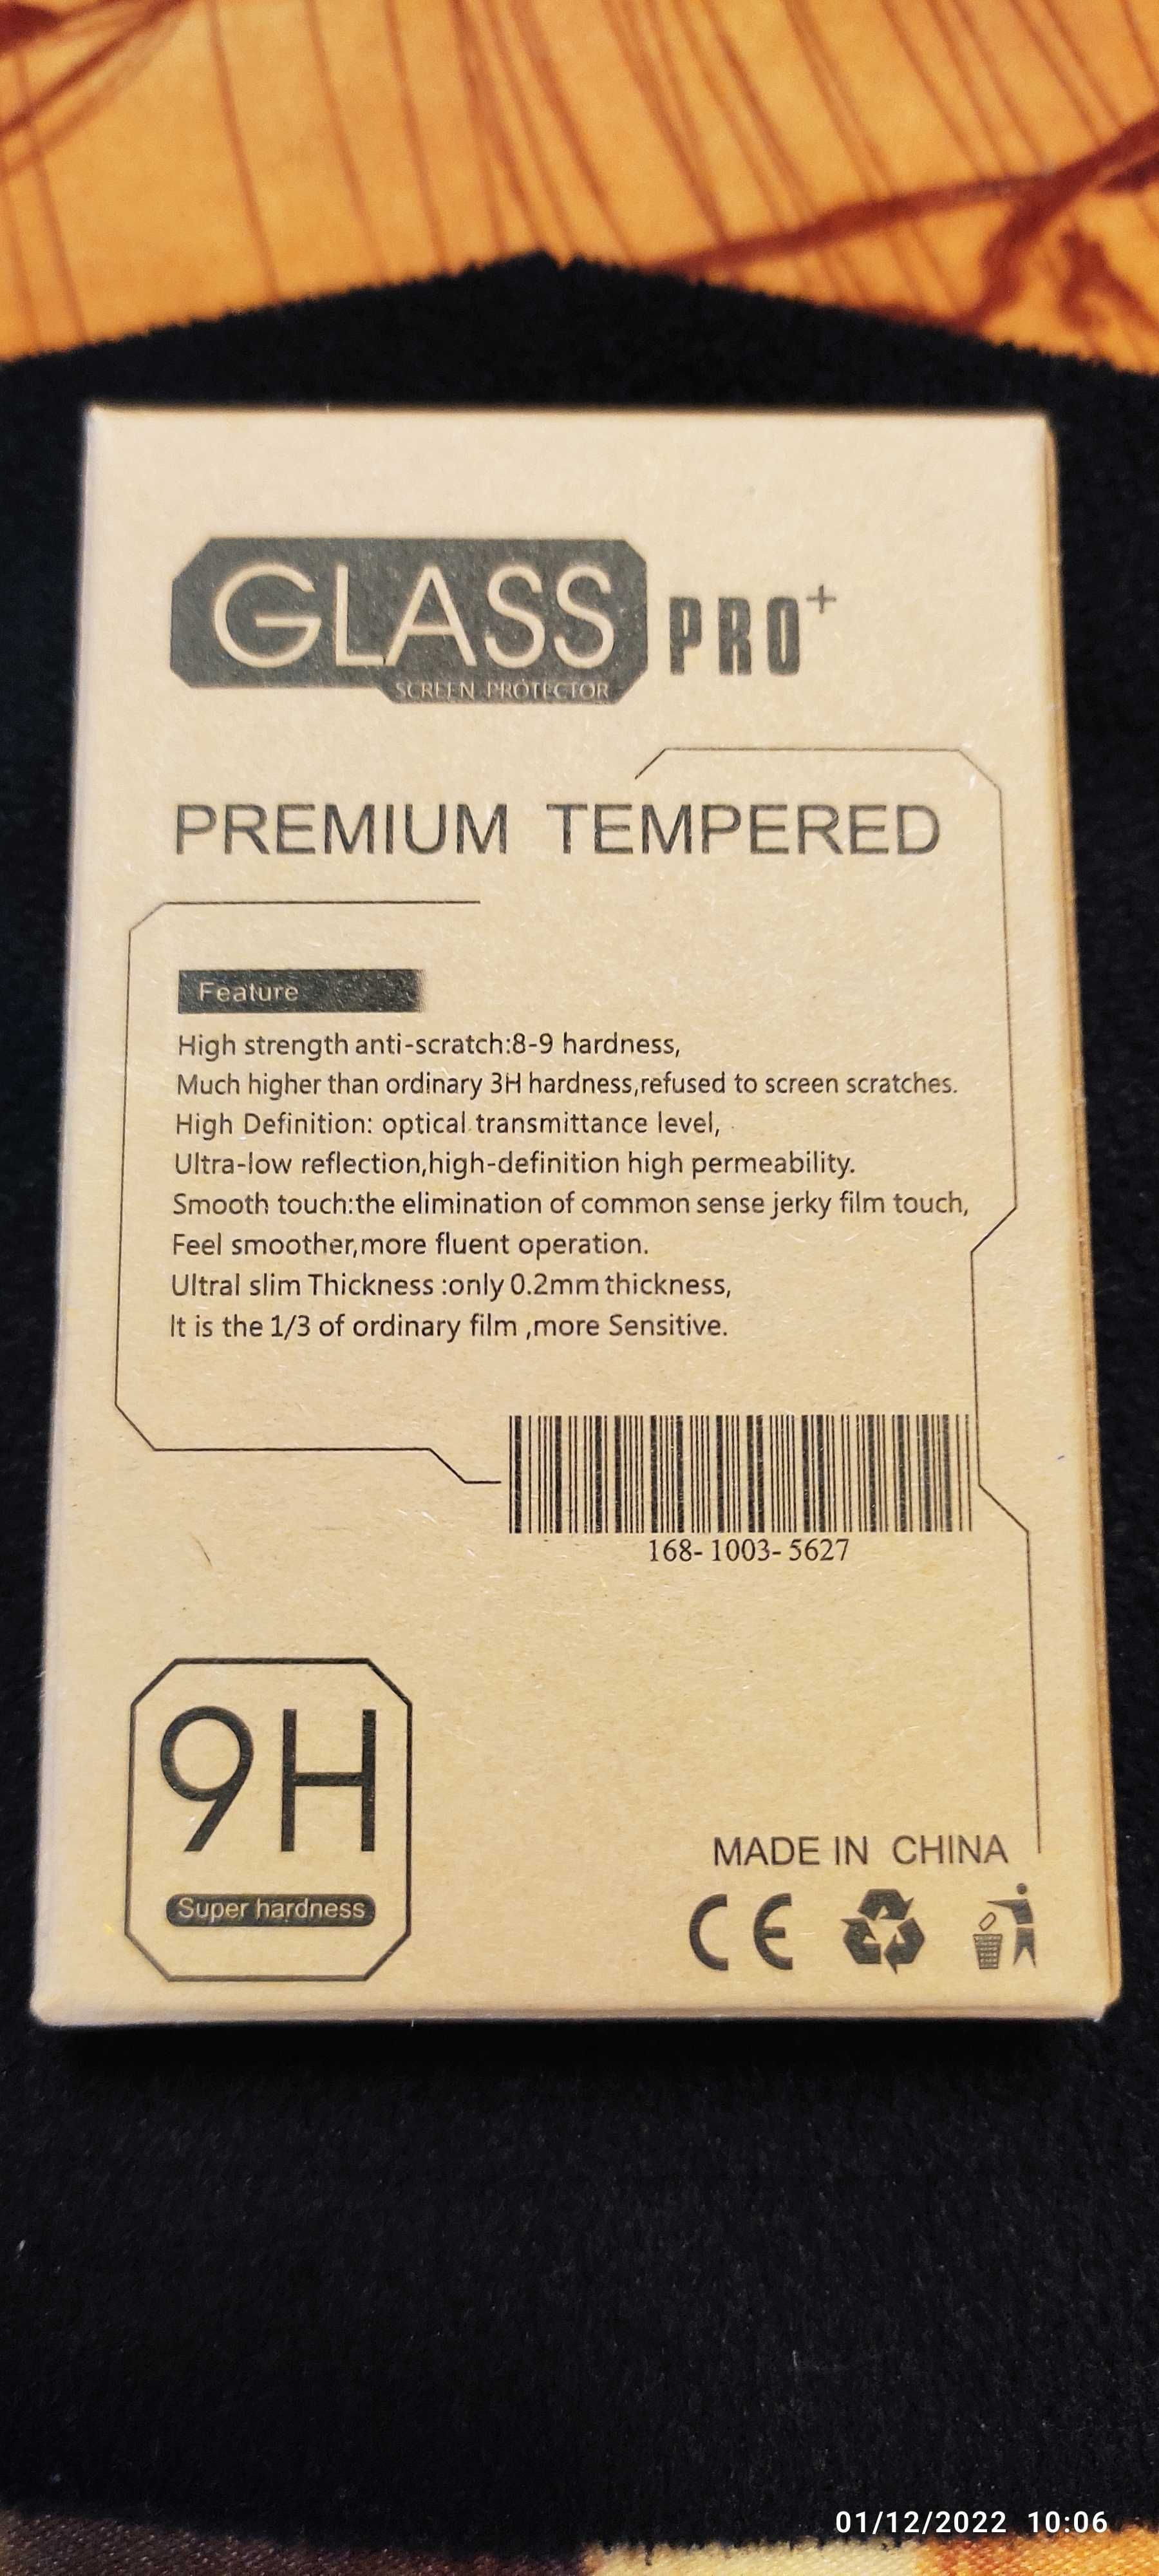 GLASS PRO+
SCREEN PROTECTOR
PREMIUM TEMPERED
Feature
High strength anti-scratch:8-9 hardness,
Much higher than ordinary 3H hardness,refused to screen scratches.
High Definition: optical transmittance level,
Ultra-low reflection,high-definition high permeability.
Smooth touch:the elimination of common sense jerky film touch,
Feel smoother,more fluent operation.
Ultral slim Thickness :only 0.2mm thickness,
It is the 1/3 of ordinary film ,more Sensitive.
168-1003-5627
9H
Super hardness
MADE IN CHINA
CE
01/12/2022 10:06